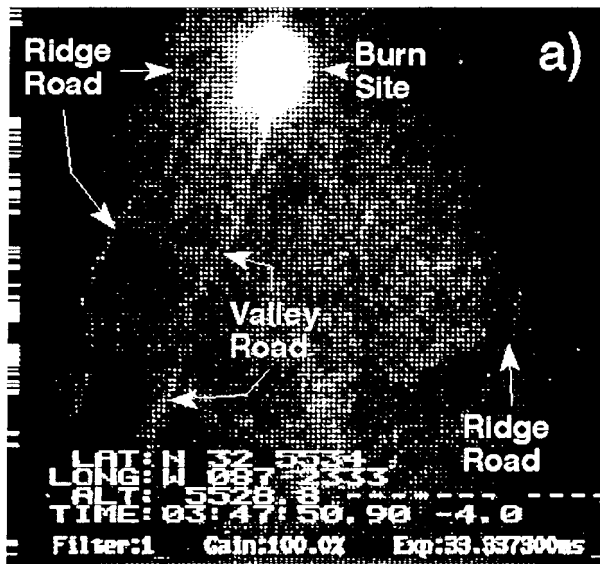 Ridge
Road
Burn
Site
a)
Valley
Road
Ridge
Road
LAT:N 32 5534
LONG:W 087 2333
ALT: 5528.8
TIME:03:47:50.90 -4.0
Filter:1 Gain:100.0% Exp:33.337300ms